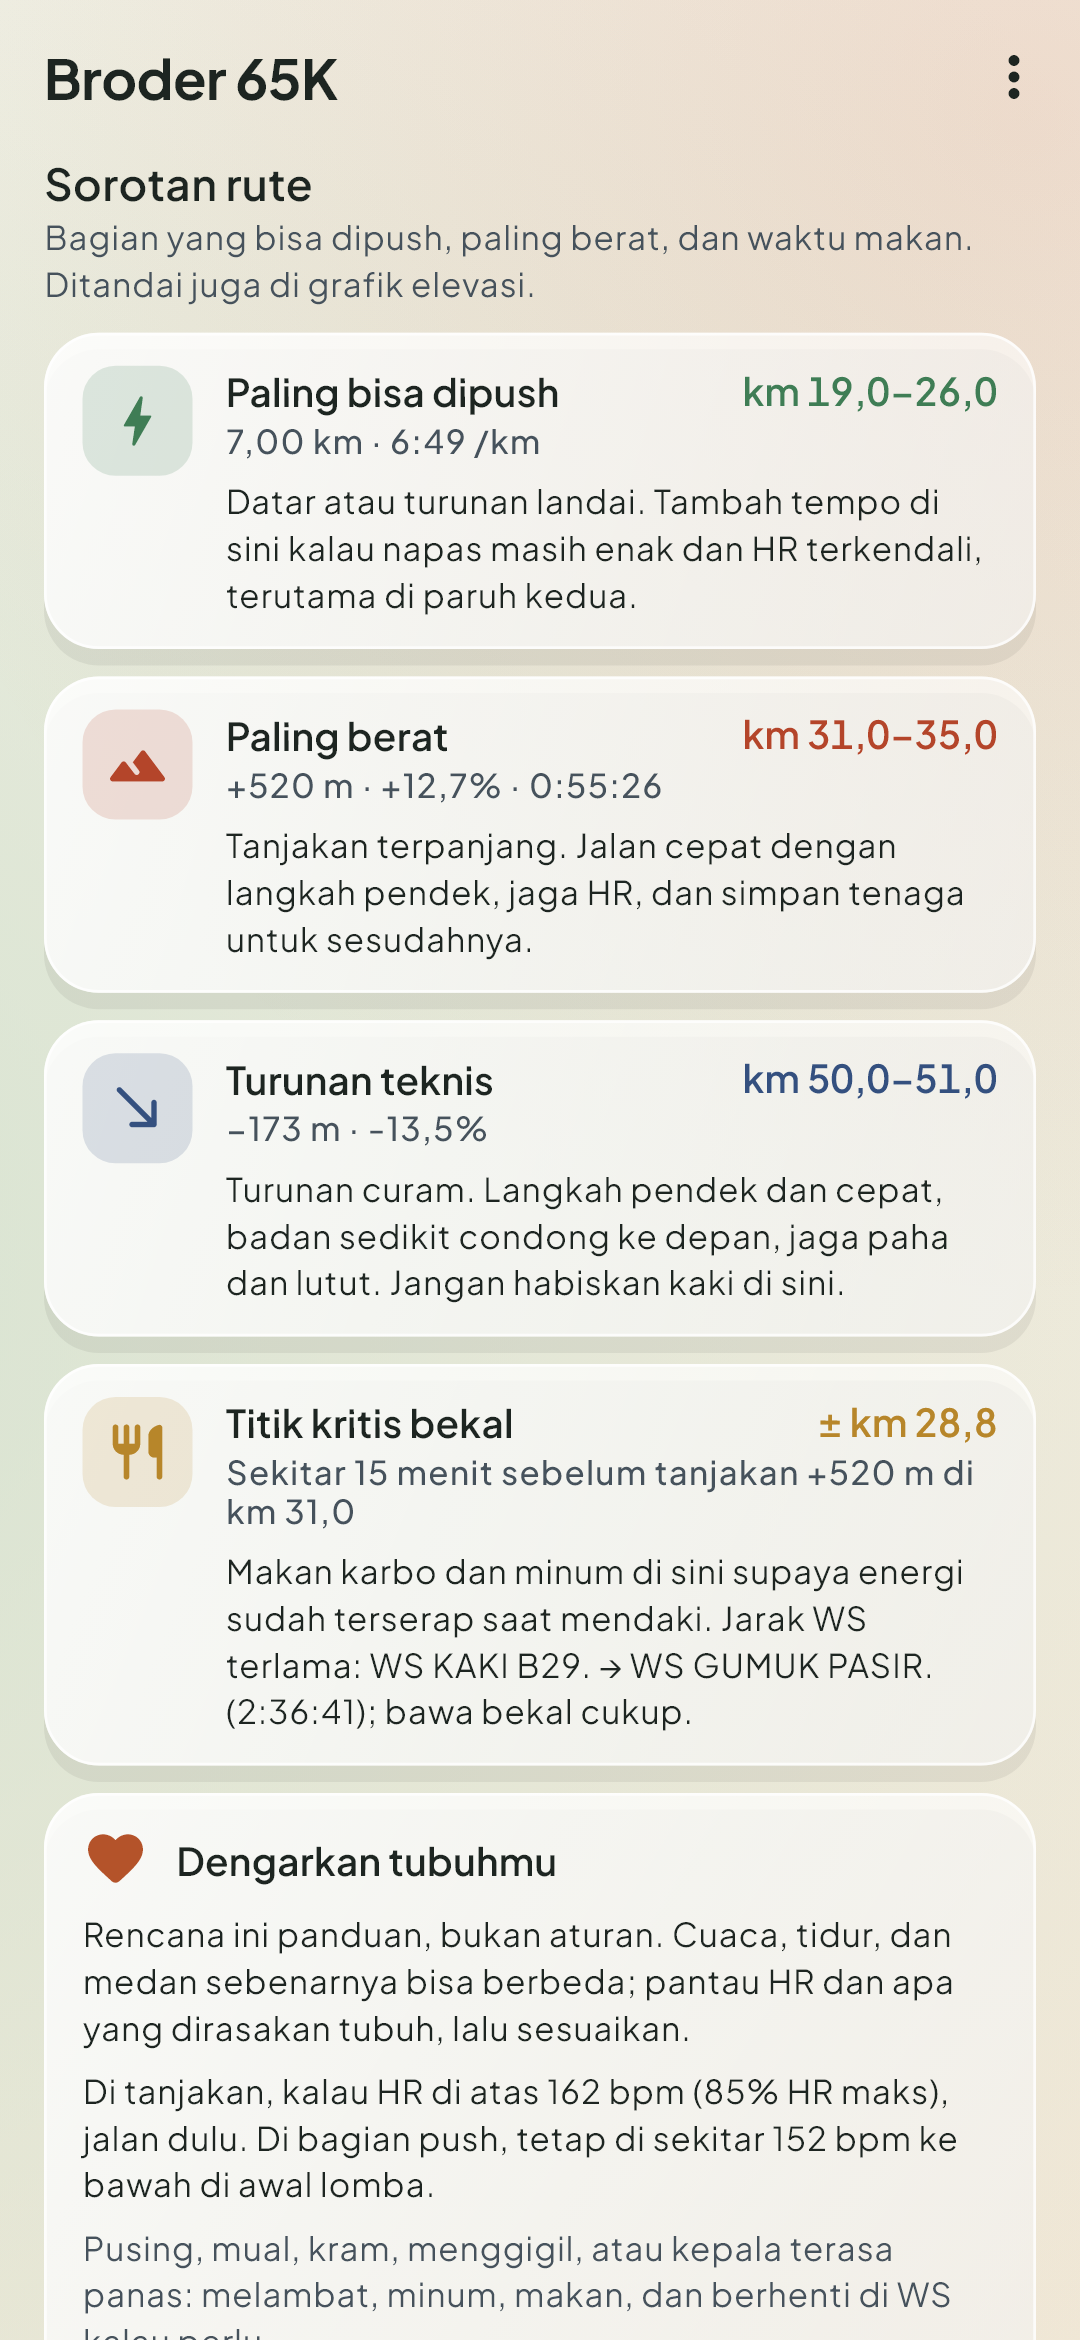 Broder 65K
Sorotan rute
Bagian yang bisa dipush, paling berat, dan waktu makan.
Ditandai juga di grafik elevasi.
Paling bisa dipush
km 19,0–26,0
7,00 km · 6:49 /km
Datar atau turunan landai. Tambah tempo di
sini kalau napas masih enak dan HR terkendali,
terutama di paruh kedua.
Paling berat
km 31,0–35,0
+520 m · +12,7% · 0:55:26
Tanjakan terpanjang. Jalan cepat dengan
langkah pendek, jaga HR, dan simpan tenaga
untuk sesudahnya.
Turunan teknis
km 50,0–51,0
−173 m · -13,5%
Turunan curam. Langkah pendek dan cepat,
badan sedikit condong ke depan, jaga paha
dan lutut. Jangan habiskan kaki di sini.
Titik kritis bekal
± km 28,8
Sekitar 15 menit sebelum tanjakan +520 m di
km 31,0
Makan karbo dan minum di sini supaya energi
sudah terserap saat mendaki. Jarak WS
terlama: WS KAKI B29. → WS GUMUK PASIR.
(2:36:41); bawa bekal cukup.
Dengarkan tubuhmu
Rencana ini panduan, bukan aturan. Cuaca, tidur, dan
medan sebenarnya bisa berbeda; pantau HR dan apa
yang dirasakan tubuh, lalu sesuaikan.
Di tanjakan, kalau HR di atas 162 bpm (85% HR maks),
jalan dulu. Di bagian push, tetap di sekitar 152 bpm ke
bawah di awal lomba.
Pusing, mual, kram, menggigil, atau kepala terasa
panas: melambat, minum, makan, dan berhenti di WS
kalau perlu.